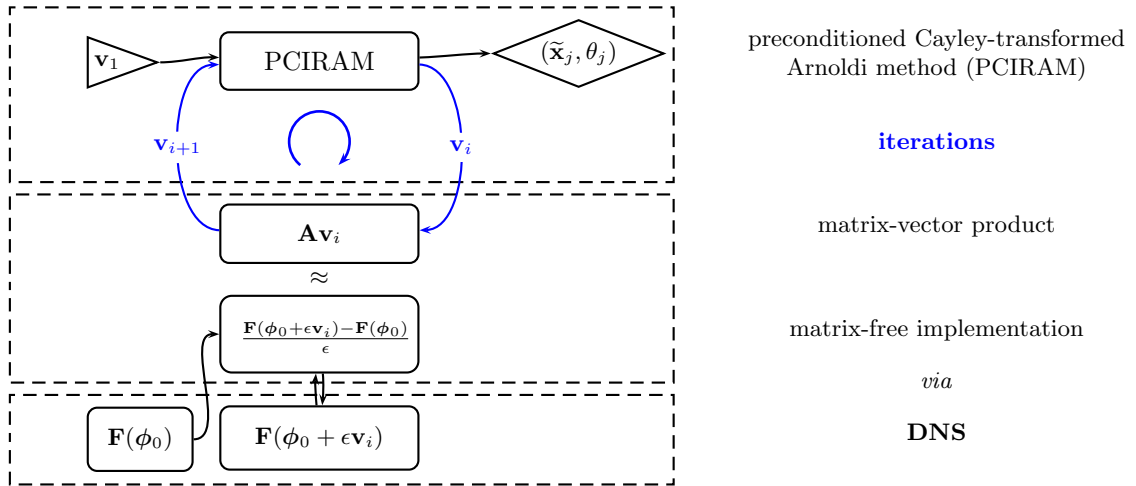 𝐯₁
PCIRAM
(𝐱̃ⱼ, θⱼ)
preconditioned Cayley-transformed
Arnoldi method (PCIRAM)
𝐯ᵢ₊₁
𝐯ᵢ
iterations
𝐀𝐯ᵢ
matrix-vector product
≈
(𝐅(ϕ₀+ϵ𝐯ᵢ)−𝐅(ϕ₀))/ϵ
matrix-free implementation
via
𝐅(ϕ₀)
𝐅(ϕ₀ + ϵ𝐯ᵢ)
DNS